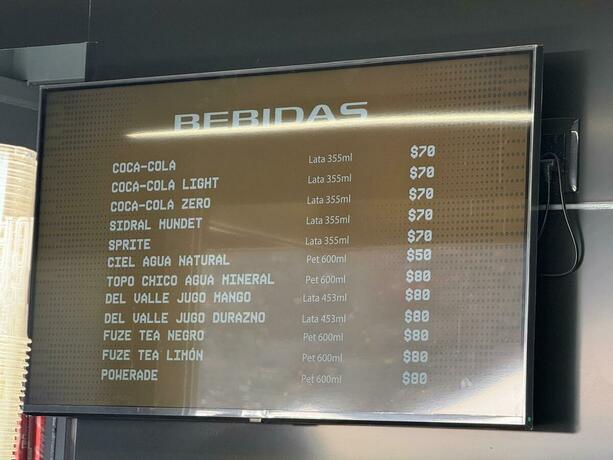 BEBIDAS
COCA-COLA Lata 355ml $70
COCA-COLA LIGHT Lata 355ml $70
COCA-COLA ZERO Lata 355ml $70
SIDRAL MUNDET Lata 355ml $70
SPRITE Lata 355ml $70
CIEL AGUA NATURAL Pet 600ml $50
TOPO CHICO AGUA MINERAL Pet 600ml $80
DEL VALLE JUGO MANGO Lata 453ml $80
DEL VALLE JUGO DURAZNO Lata 453ml $80
FUZE TEA NEGRO Pet 600ml $80
FUZE TEA LIMÓN Pet 600ml $80
POWERADE Pet 600ml $80